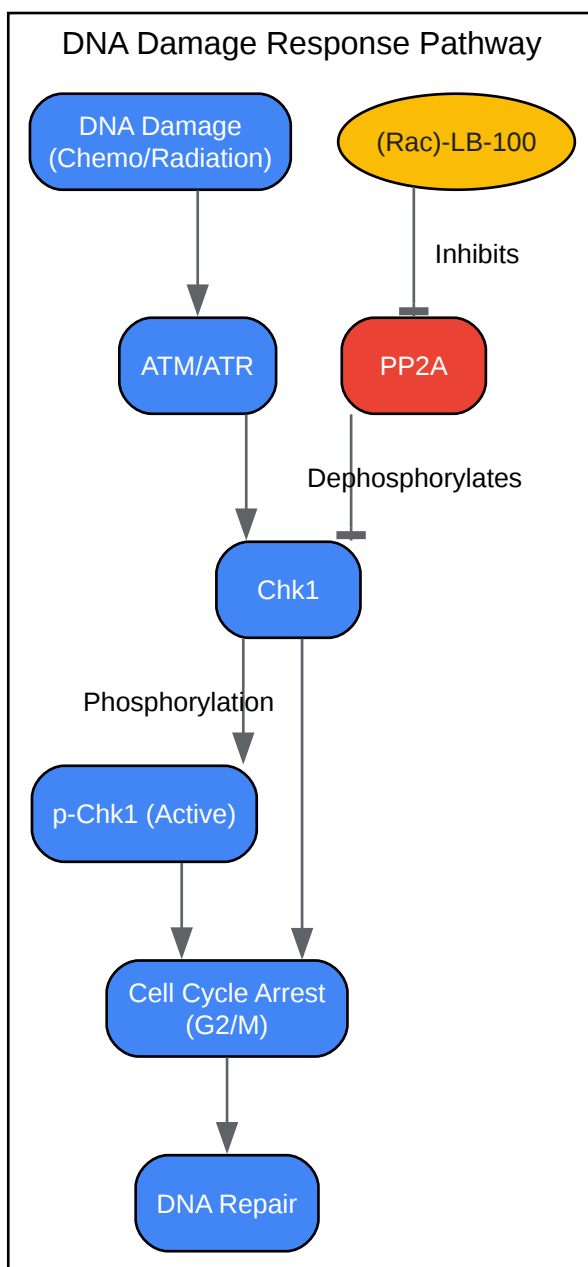 DNA Damage Response Pathway
DNA Damage
(Chemo/Radiation)
(Rac)-LB-100
Inhibits
ATM/ATR
PP2A
Dephosphorylates
Chk1
Phosphorylation
p-Chk1 (Active)
Cell Cycle Arrest
(G2/M)
DNA Repair